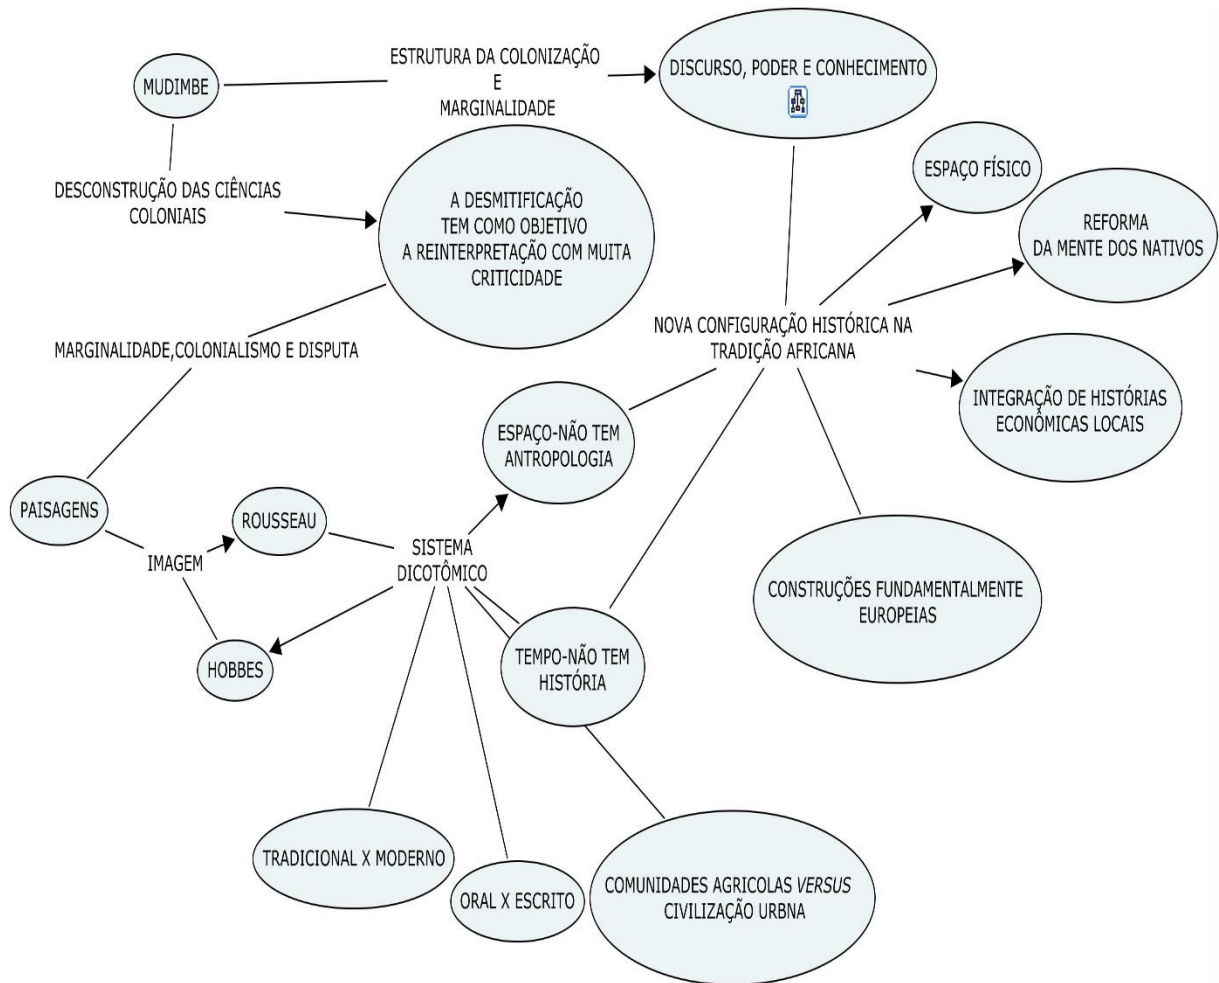 ESTRUTURA DA COLONIZAÇÃO
E
MARGINALIDADE
DISCURSO, PODER E CONHECIMENTO
MUDIMBE
ESPAÇO FÍSICO
DESCONSTRUÇÃO DAS CIÊNCIAS
COLONIAIS
A DESMITIFICAÇÃO
TEM COMO OBJETIVO
A REINTERPRETAÇÃO COM MUITA
CRITICIDADE
REFORMA
DA MENTE DOS NATIVOS
NOVA CONFIGURAÇÃO HISTÓRICA NA
TRADIÇÃO AFRICANA
MARGINALIDADE,COLONIALISMO E DISPUTA
INTEGRAÇÃO DE HISTÓRIAS
ECONÔMICAS LOCAIS
ESPAÇO-NÃO TEM
ANTROPOLOGIA
PAISAGENS
ROUSSEAU
IMAGEM
SISTEMA
DICOTÔMICO
CONSTRUÇÕES FUNDAMENTALMENTE
EUROPEIAS
HOBBES
TEMPO-NÃO TEM
HISTÓRIA
TRADICIONAL X MODERNO
ORAL X ESCRITO
COMUNIDADES AGRICOLAS VERSUS
CIVILIZAÇÃO URBNA